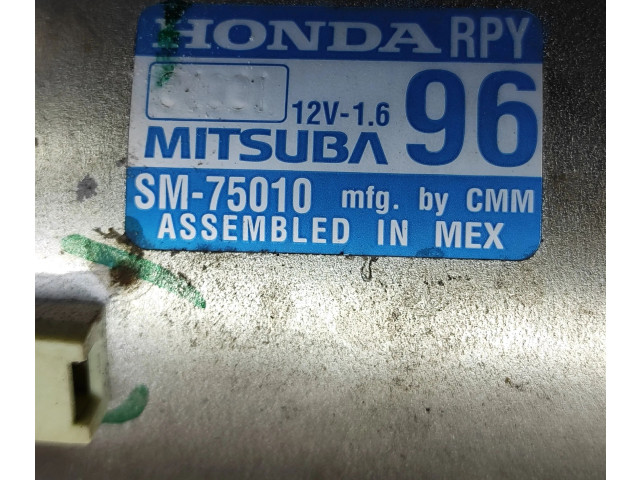 HONDA RPY
12V-1.6 96
MITSUBA
SM-75010 mfg. by CMM
ASSEMBLED IN MEX